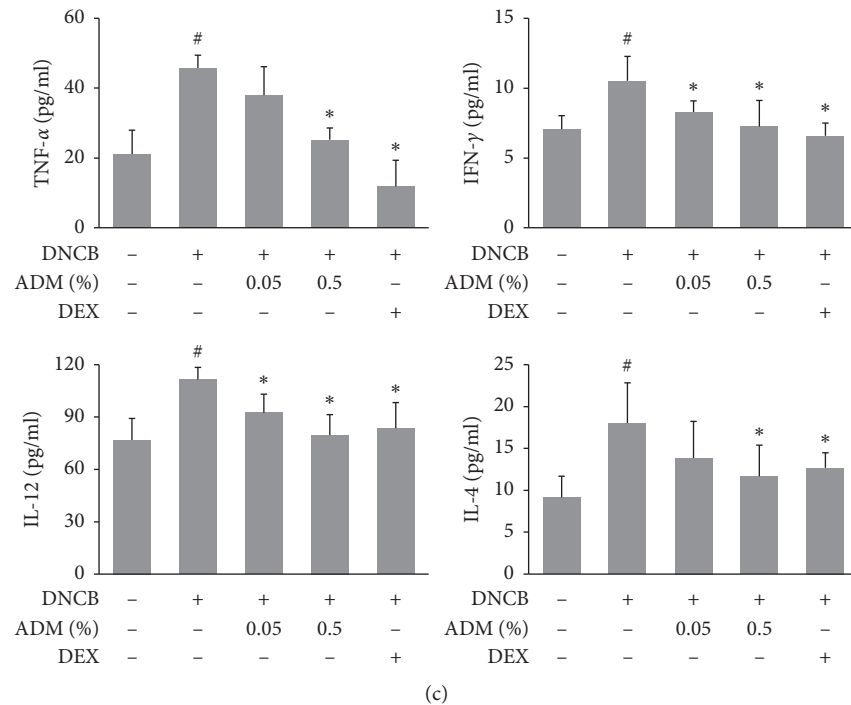 TNF-α (pg/ml)
60
40
20
0
# * *
DNCB – + + + +
ADM (%) – – 0.05 0.5 –
DEX – – – – +
IFN-γ (pg/ml)
15
10
5
0
# * * *
DNCB – + + + +
ADM (%) – – 0.05 0.5 –
DEX – – – – +
IL-12 (pg/ml)
120
90
60
30
0
# * * *
DNCB – + + + +
ADM (%) – – 0.05 0.5 –
DEX – – – – +
IL-4 (pg/ml)
25
20
15
10
5
0
# * *
DNCB – + + + +
ADM (%) – – 0.05 0.5 –
DEX – – – – +
(c)